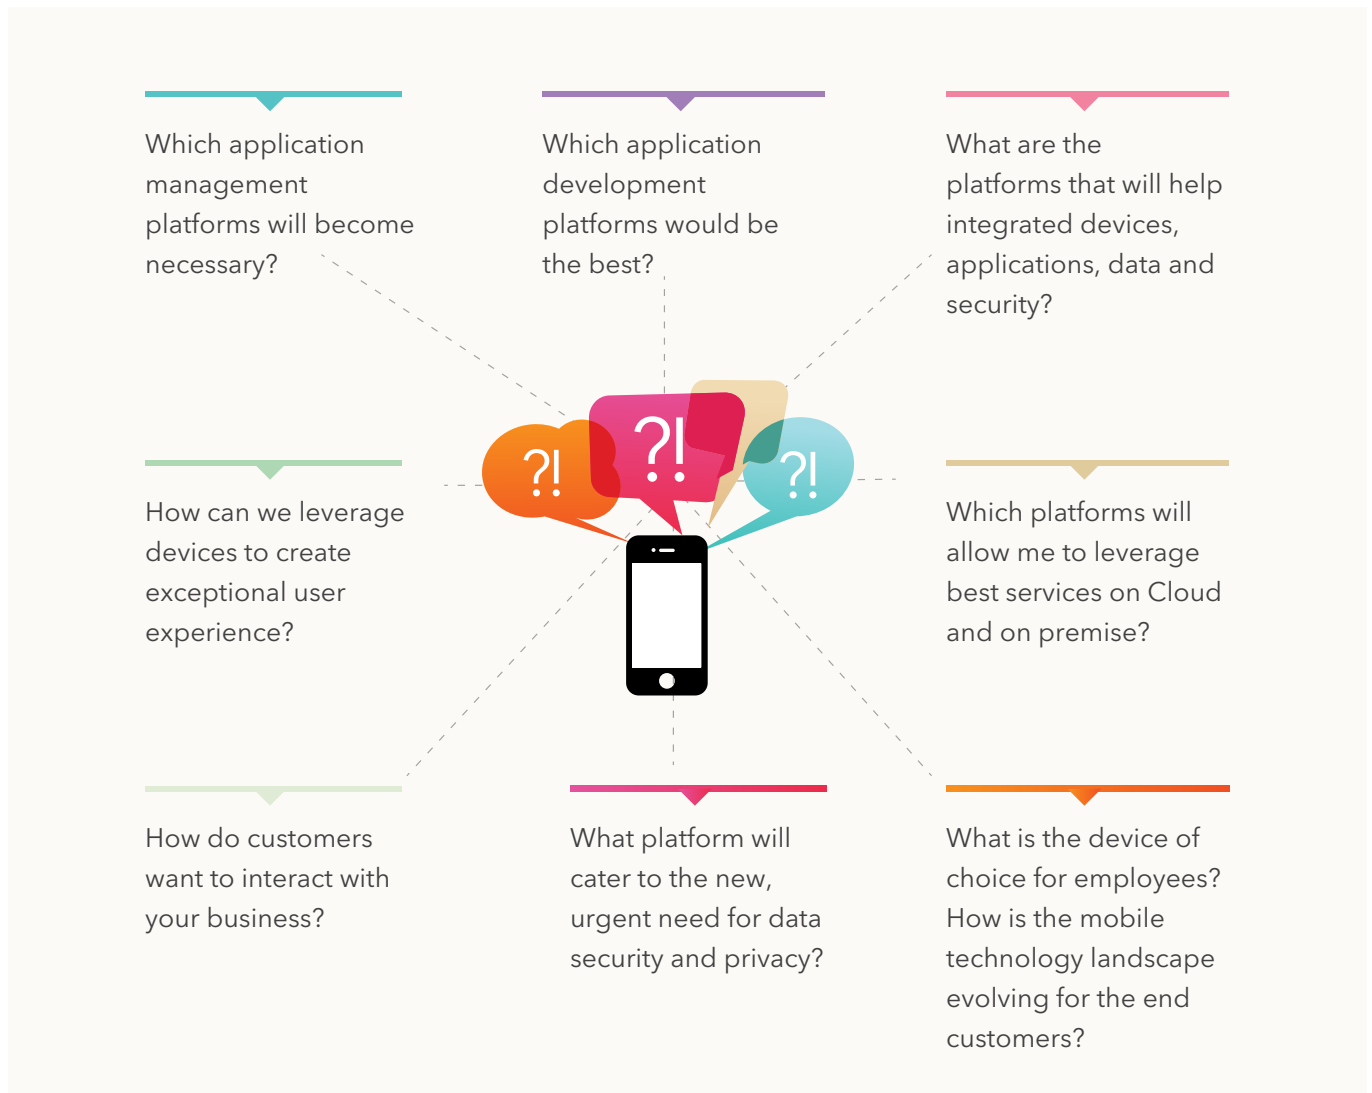 Which application
management
platforms will become
necessary?
Which application
development
platforms would be
the best?
What are the
platforms that will help
integrated devices,
applications, data and
security?
?!
?!
?!
How can we leverage
devices to create
exceptional user
experience?
Which platforms will
allow me to leverage
best services on Cloud
and on premise?
How do customers
want to interact with
your business?
What platform will
cater to the new,
urgent need for data
security and privacy?
What is the device of
choice for employees?
How is the mobile
technology landscape
evolving for the end
customers?